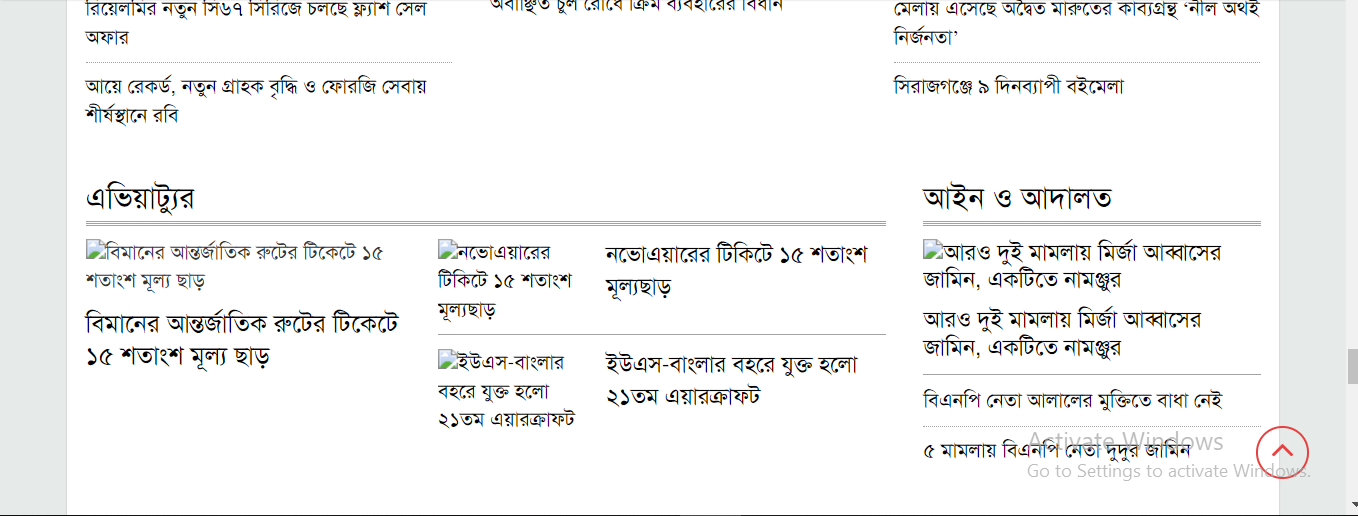 রিয়েলমির নতুন সি৬৭ সিরিজে চলছে ফ্ল্যাশ সেল
অফার
আয়ে রেকর্ড, নতুন গ্রাহক বৃদ্ধি ও ফোরজি সেবায়
শীর্ষস্থানে রবি
অবাঞ্ছিত চুল রোধে ক্রিম ব্যবহারের বিধান
মেলায় এসেছে অদ্বৈত মারুতের কাব্যগ্রন্থ ‘নীল অথই
নির্জনতা’
সিরাজগঞ্জে ৯ দিনব্যাপী বইমেলা
এভিয়াট্যুর
বিমানের আন্তর্জাতিক রুটের টিকেটে ১৫
শতাংশ মূল্য ছাড়
বিমানের আন্তর্জাতিক রুটের টিকেটে
১৫ শতাংশ মূল্য ছাড়
নভোএয়ারের
টিকিটে ১৫ শতাংশ
মূল্যছাড়
নভোএয়ারের টিকিটে ১৫ শতাংশ
মূল্যছাড়
ইউএস-বাংলার
বহরে যুক্ত হলো
২১তম এয়ারক্রাফট
ইউএস-বাংলার বহরে যুক্ত হলো
২১তম এয়ারক্রাফট
আইন ও আদালত
আরও দুই মামলায় মির্জা আব্বাসের
জামিন, একটিতে নামঞ্জুর
আরও দুই মামলায় মির্জা আব্বাসের
জামিন, একটিতে নামঞ্জুর
বিএনপি নেতা আলালের মুক্তিতে বাধা নেই
৫ মামলায় বিএনপি নেতা দুদুর জামিন
Activate Windows
Go to Settings to activate Windows.